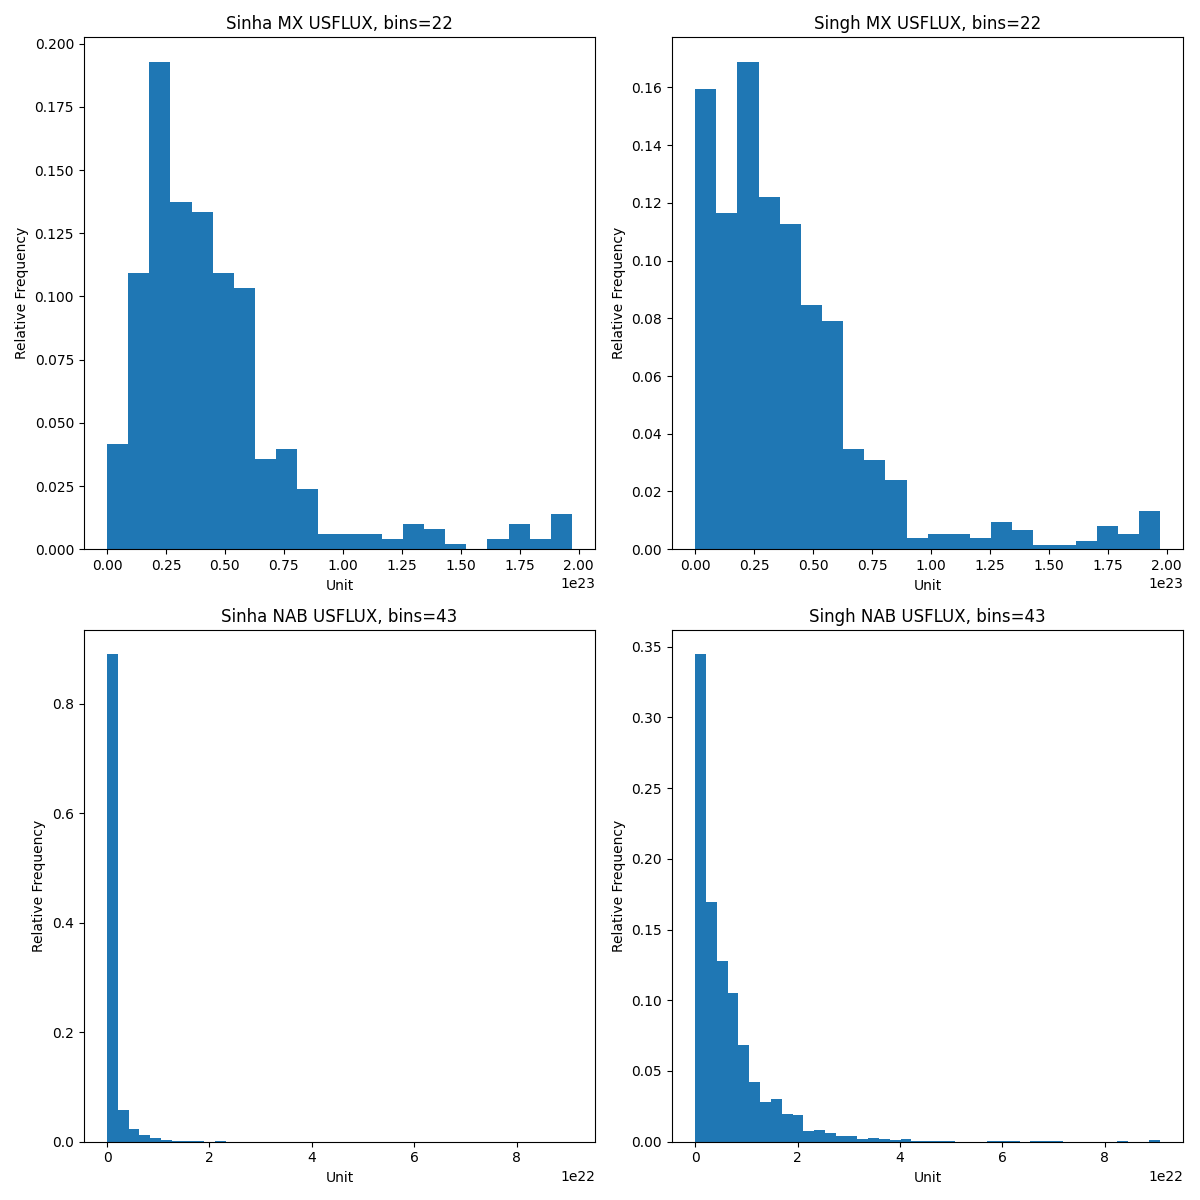 Sinha MX USFLUX, bins=22
Relative Frequency
0.200
0.175
0.150
0.125
0.100
0.075
0.050
0.025
0.000
0.00 0.25 0.50 0.75 1.00 1.25 1.50 1.75 2.00
1e23
Unit
Singh MX USFLUX, bins=22
Relative Frequency
0.16
0.14
0.12
0.10
0.08
0.06
0.04
0.02
0.00
0.00 0.25 0.50 0.75 1.00 1.25 1.50 1.75 2.00
1e23
Unit
Sinha NAB USFLUX, bins=43
Relative Frequency
0.8
0.6
0.4
0.2
0.0
0 2 4 6 8
1e22
Unit
Singh NAB USFLUX, bins=43
Relative Frequency
0.35
0.30
0.25
0.20
0.15
0.10
0.05
0.00
0 2 4 6 8
1e22
Unit